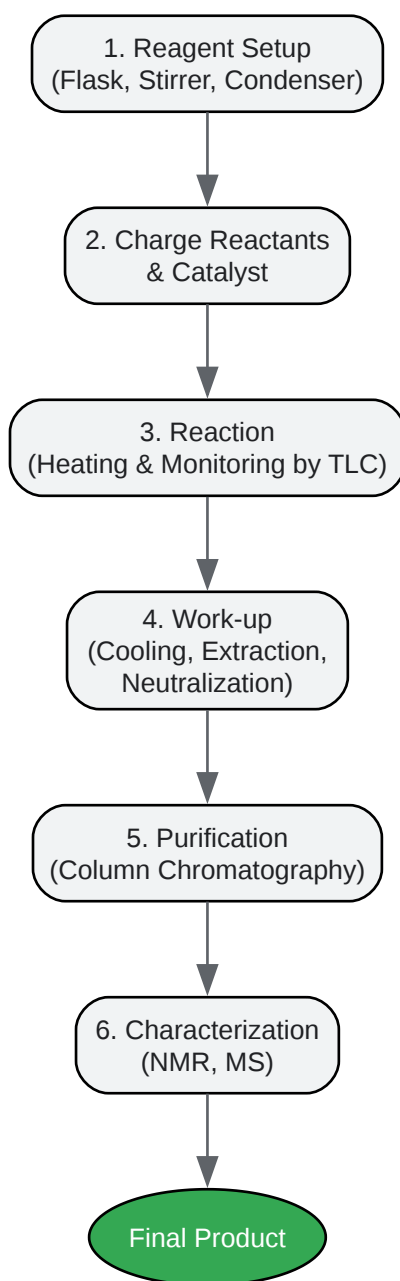 1. Reagent Setup
(Flask, Stirrer, Condenser)
2. Charge Reactants
& Catalyst
3. Reaction
(Heating & Monitoring by TLC)
4. Work-up
(Cooling, Extraction,
Neutralization)
5. Purification
(Column Chromatography)
6. Characterization
(NMR, MS)
Final Product